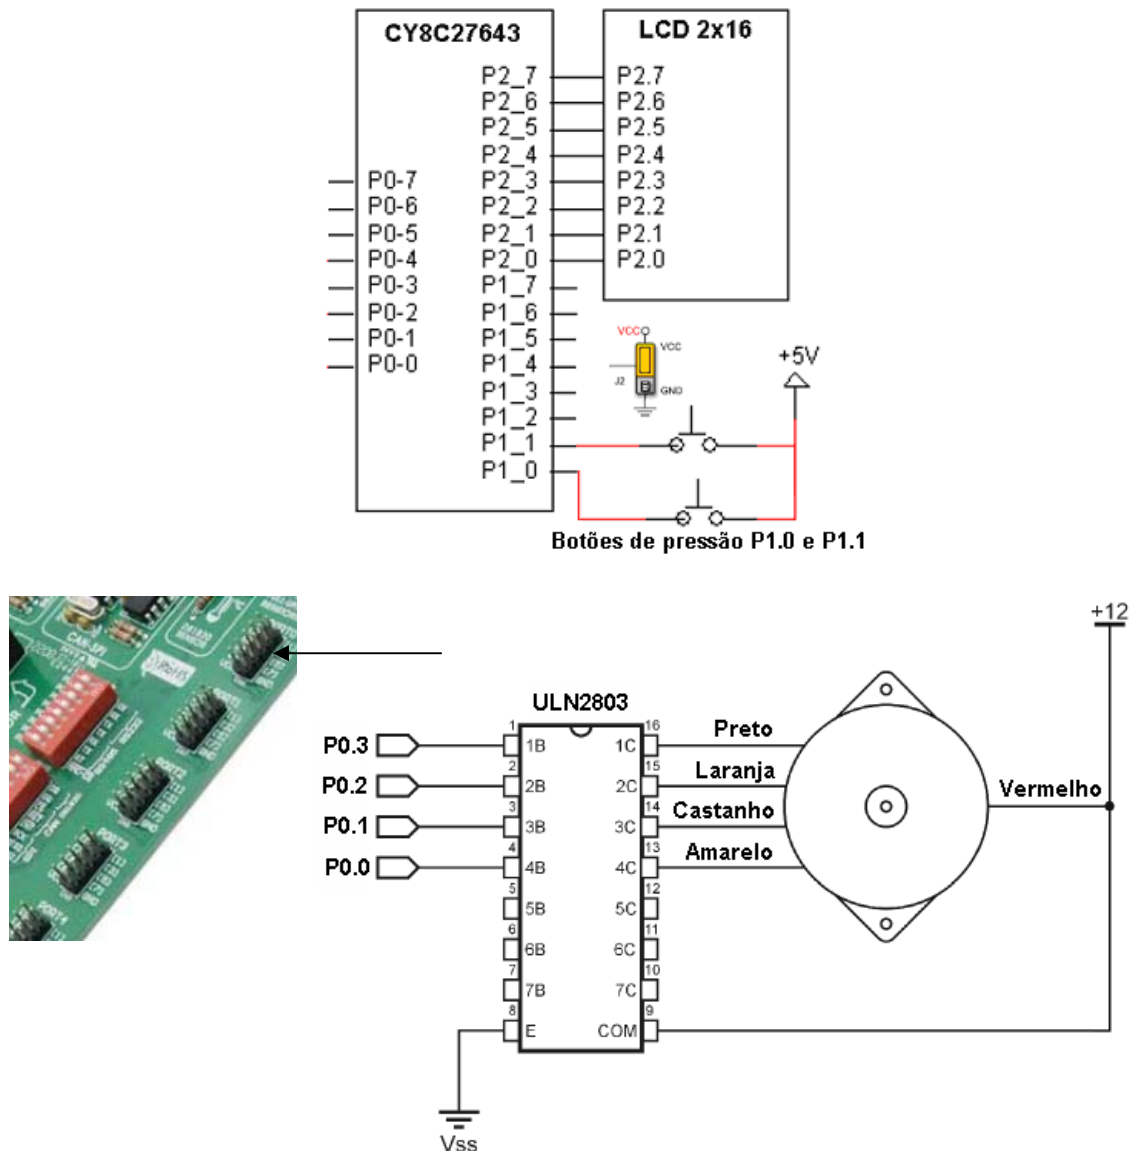 CY8C27643
LCD 2x16
P2_7
P2_6
P2_5
P2_4
P2_3
P2_2
P2_1
P2_0
P1_7
P1_6
P1_5
P1_4
P1_3
P1_2
P1_1
P1_0
P0-7
P0-6
P0-5
P0-4
P0-3
P0-2
P0-1
P0-0
P2.7
P2.6
P2.5
P2.4
P2.3
P2.2
P2.1
P2.0
VCC
VCC
J2
GND
+5V
Botões de pressão P1.0 e P1.1
CAN-SPI
DS1820
SENSOR
PORT4
+12
ULN2803
P0.3
P0.2
P0.1
P0.0
1
2
3
4
5
6
7
8
1B
2B
3B
4B
5B
6B
7B
E
1C
2C
3C
4C
5C
6C
7C
COM
16
15
14
13
12
11
10
9
Preto
Laranja
Castanho
Amarelo
Vermelho
Vss